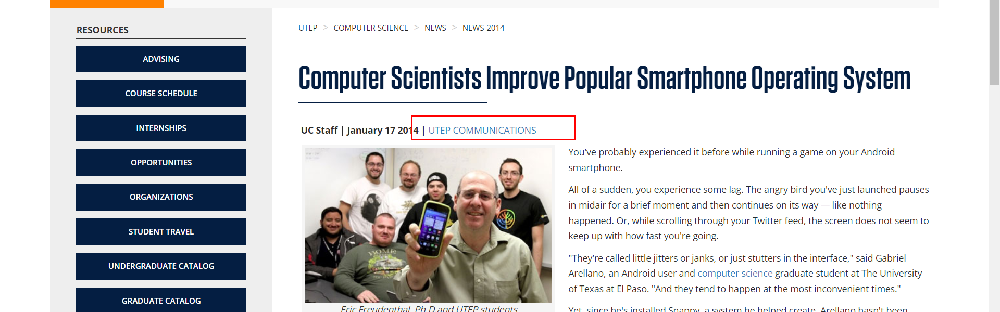 RESOURCES
ADVISING
COURSE SCHEDULE
INTERNSHIPS
OPPORTUNITIES
ORGANIZATIONS
STUDENT TRAVEL
UNDERGRADUATE CATALOG
GRADUATE CATALOG
UTEP > COMPUTER SCIENCE > NEWS > NEWS-2014
Computer Scientists Improve Popular Smartphone Operating System
UC Staff | January 17 2014 | UTEP COMMUNICATIONS
HOME
Eric Freudenthal, Ph.D and UTEP students
You've probably experienced it before while running a game on your Android
smartphone.
All of a sudden, you experience some lag. The angry bird you've just launched pauses
in midair for a brief moment and then continues on its way — like nothing
happened. Or, while scrolling through your Twitter feed, the screen does not seem to
keep up with how fast you're going.
"They're called little jitters or janks, or just stutters in the interface," said Gabriel
Arellano, an Android user and computer science graduate student at The University
of Texas at El Paso. "And they tend to happen at the most inconvenient times."
Yet, since he's installed Snappy, a system he helped create, Arellano hasn't been